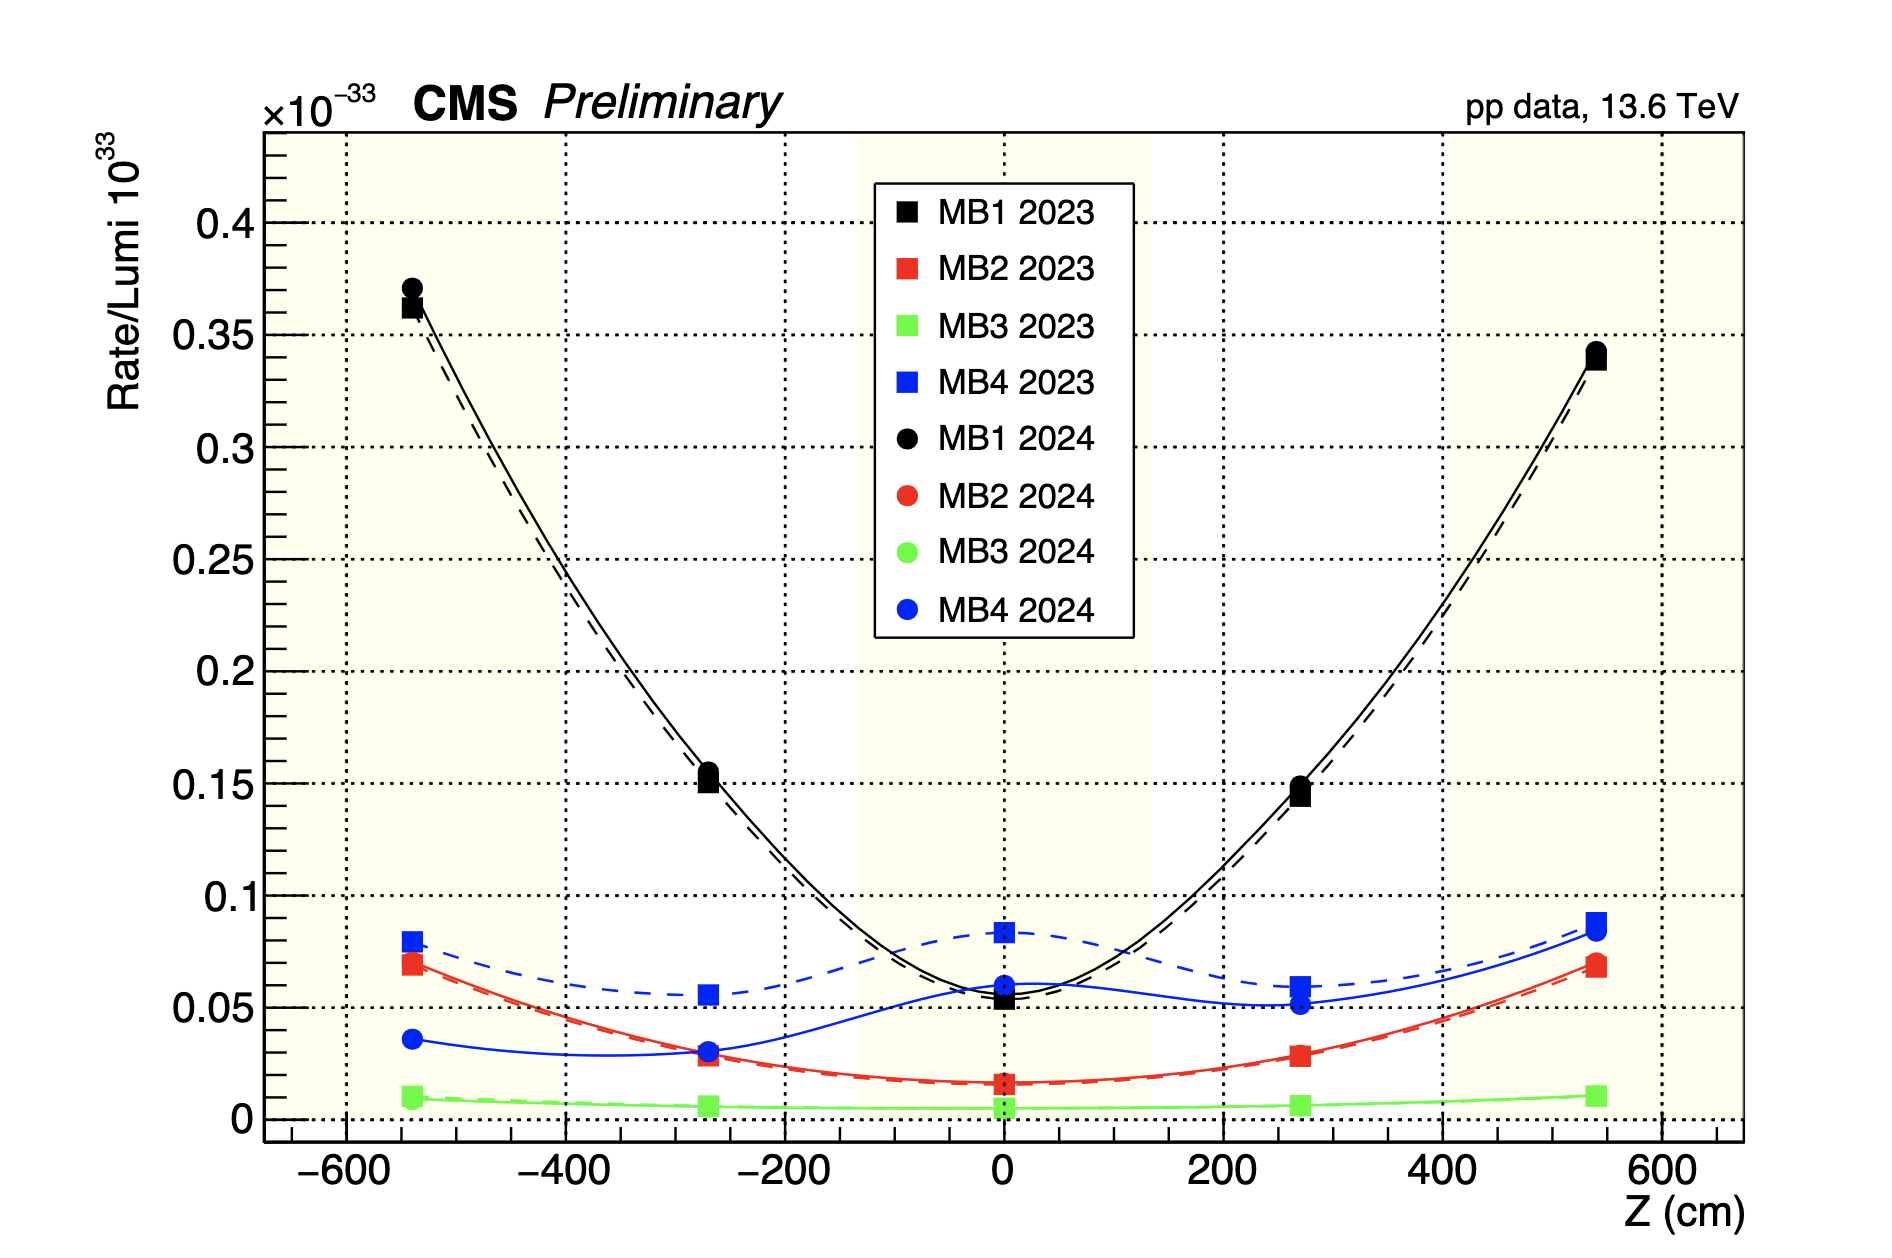 ×10⁻³³ CMS Preliminary pp data, 13.6 TeV
Rate/Lumi 10³³
MB1 2023
MB2 2023
MB3 2023
MB4 2023
MB1 2024
MB2 2024
MB3 2024
MB4 2024
0.4
0.35
0.3
0.25
0.2
0.15
0.1
0.05
0
−600 −400 −200 0 200 400 600
Z (cm)